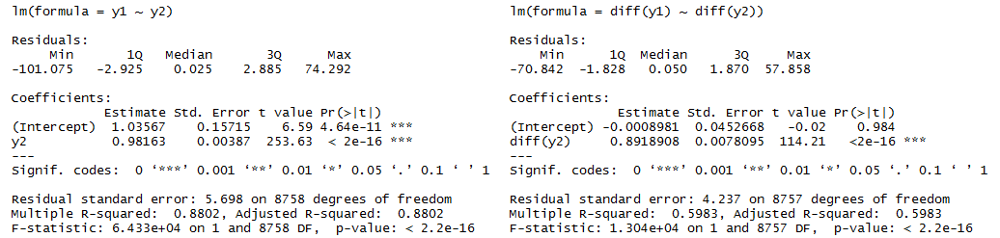 lm(formula = y1 ~ y2)
Residuals:
Min 1Q Median 3Q Max
-101.075 -2.925 0.025 2.885 74.292
Coefficients:
Estimate Std. Error t value Pr(>|t|)
(Intercept) 1.03567 0.15715 6.59 4.64e-11 ***
y2 0.98163 0.00387 253.63 < 2e-16 ***
---
Signif. codes: 0 ‘***’ 0.001 ‘**’ 0.01 ‘*’ 0.05 ‘.’ 0.1 ‘ ’ 1
Residual standard error: 5.698 on 8758 degrees of freedom
Multiple R-squared: 0.8802, Adjusted R-squared: 0.8802
F-statistic: 6.433e+04 on 1 and 8758 DF, p-value: < 2.2e-16
lm(formula = diff(y1) ~ diff(y2))
Residuals:
Min 1Q Median 3Q Max
-70.842 -1.828 0.050 1.870 57.858
Coefficients:
Estimate Std. Error t value Pr(>|t|)
(Intercept) -0.0008981 0.0452668 -0.02 0.984
diff(y2) 0.8918908 0.0078095 114.21 <2e-16 ***
---
Signif. codes: 0 ‘***’ 0.001 ‘**’ 0.01 ‘*’ 0.05 ‘.’ 0.1 ‘ ’ 1
Residual standard error: 4.237 on 8757 degrees of freedom
Multiple R-squared: 0.5983, Adjusted R-squared: 0.5983
F-statistic: 1.304e+04 on 1 and 8757 DF, p-value: < 2.2e-16